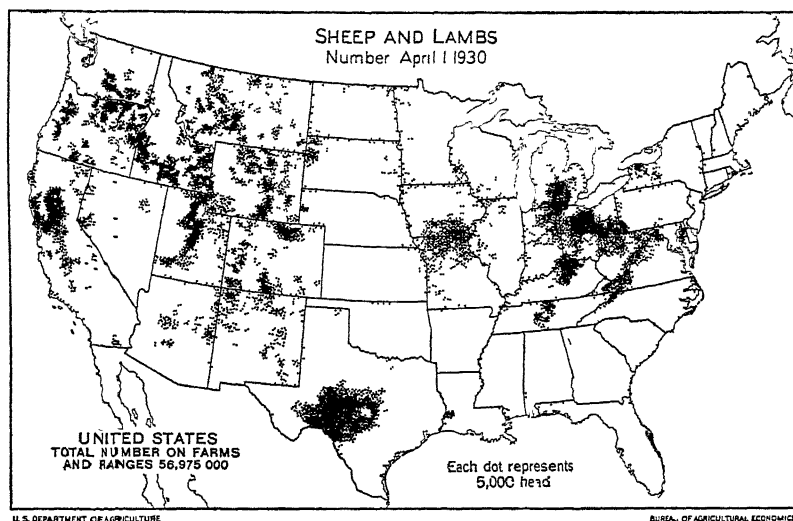 SHEEP AND LAMBS
Number April 1 1930
UNITED STATES
TOTAL NUMBER ON FARMS
AND RANGES 56,975 000
Each dot represents
5,000 head
U.S. DEPARTMENT OF AGRICULTURE
BUREAU OF AGRICULTURAL ECONOMICS